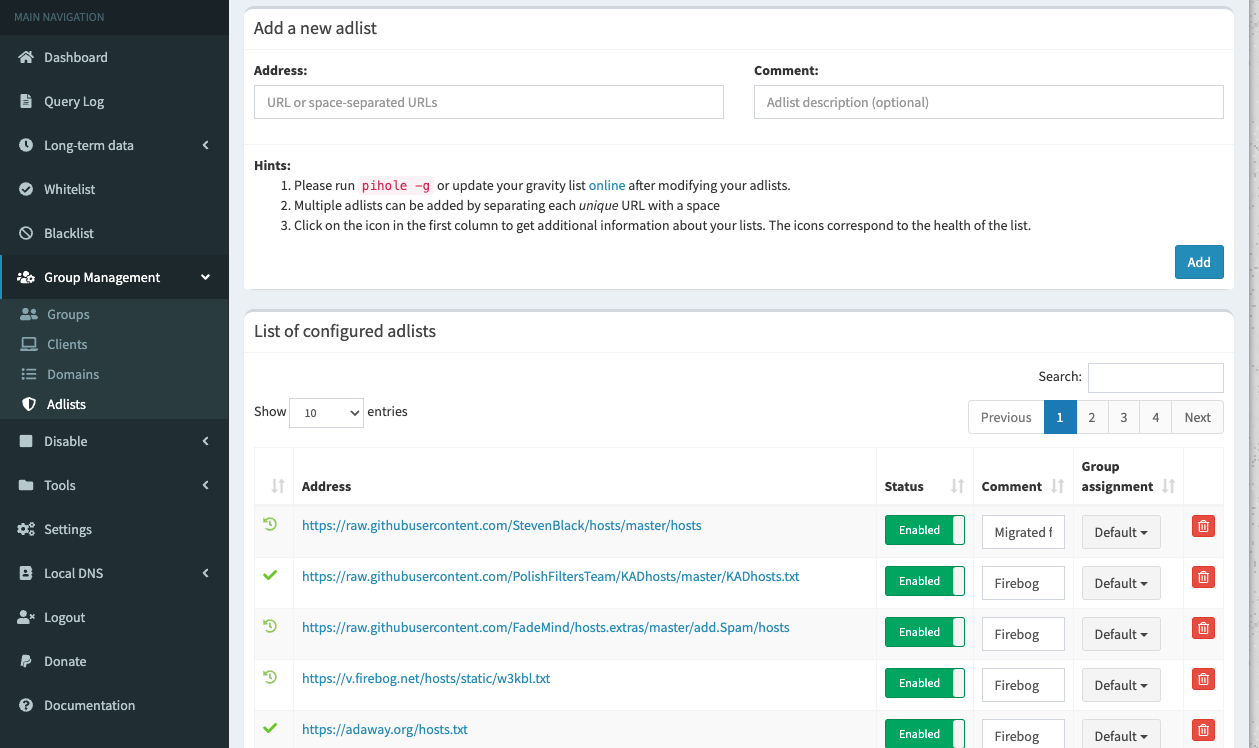 MAIN NAVIGATION
Dashboard
Query Log
Long-term data
Whitelist
Blacklist
Group Management
Groups
Clients
Domains
Adlists
Disable
Tools
Settings
Local DNS
Logout
Donate
Documentation
Add a new adlist
Address:
Comment:
URL or space-separated URLs
Adlist description (optional)
Hints:
1. Please run pihole -g or update your gravity list online after modifying your adlists.
2. Multiple adlists can be added by separating each unique URL with a space
3. Click on the icon in the first column to get additional information about your lists. The icons correspond to the health of the list.
Add
List of configured adlists
Search:
Show 10 entries
Previous 1 2 3 4 Next
Address Status Comment Group assignment
https://raw.githubusercontent.com/StevenBlack/hosts/master/hosts Enabled Migrated f Default
https://raw.githubusercontent.com/PolishFiltersTeam/KADhosts/master/KADhosts.txt Enabled Firebog Default
https://raw.githubusercontent.com/FadeMind/hosts.extras/master/add.Spam/hosts Enabled Firebog Default
https://v.firebog.net/hosts/static/w3kbl.txt Enabled Firebog Default
https://adaway.org/hosts.txt Enabled Firebog Default